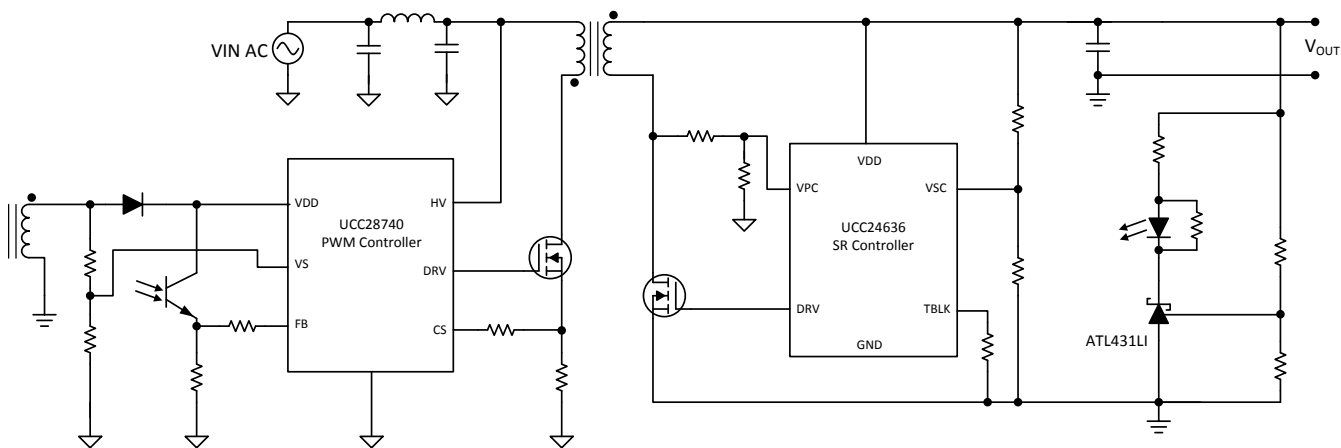 VIN AC
V_OUT
VDD
HV
UCC28740
PWM Controller
VS
DRV
FB
CS
VDD
VPC
VSC
UCC24636
SR Controller
DRV
TBLK
GND
ATL431LI